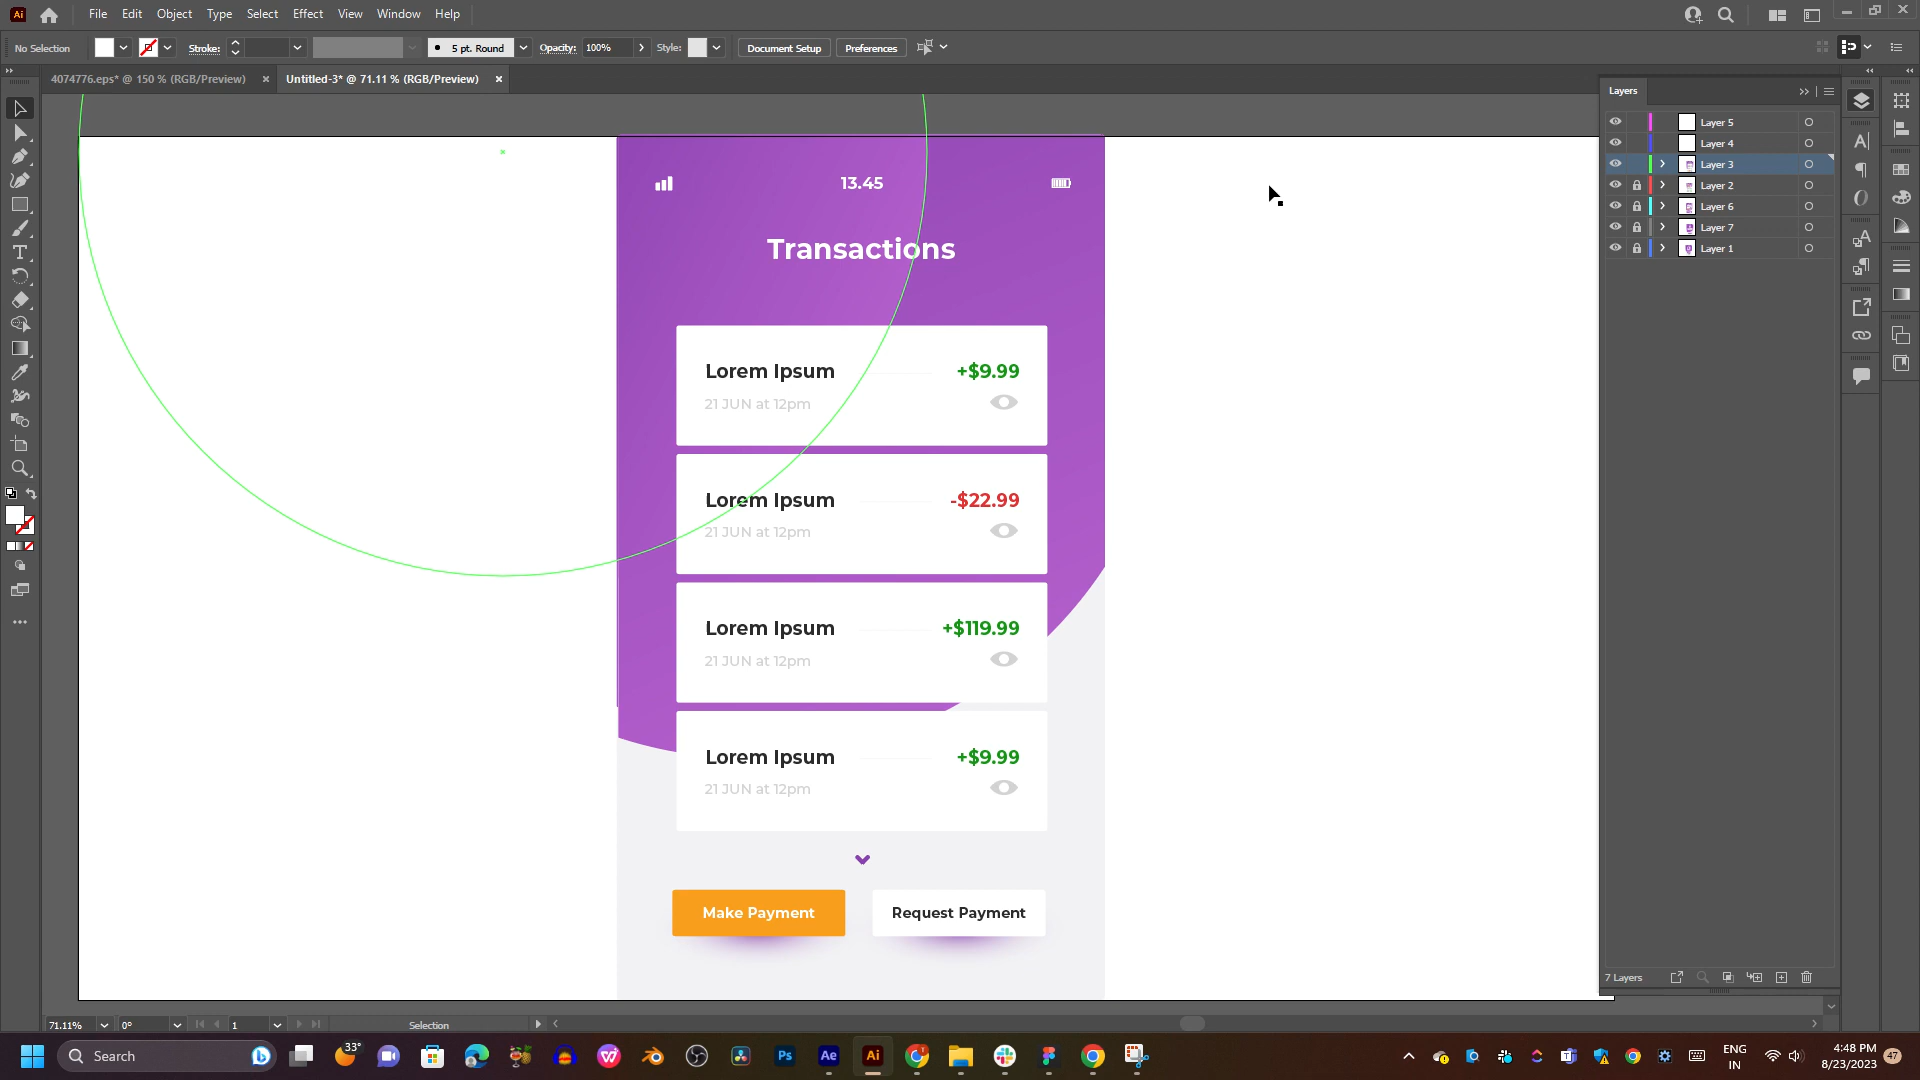 Ai File Edit Object Type Select Effect View Window Help
No Selection Stroke: 5 pt. Round Opacity: 100% Style: Document Setup Preferences
4074776.eps* @ 150 % (RGB/Preview) Untitled-3* @ 71.11 % (RGB/Preview)
Layers
Layer 5
Layer 4
Layer 3
Layer 2
Layer 6
Layer 7
Layer 1
13.45
Transactions
Lorem Ipsum +$9.99
21 JUN at 12pm
Lorem Ipsum -$22.99
21 JUN at 12pm
Lorem Ipsum +$119.99
21 JUN at 12pm
Lorem Ipsum +$9.99
21 JUN at 12pm
Make Payment Request Payment
7 Layers
71.11% 0° 1 Selection
Search 33° Ps Ae Ai ENG 4:48 PM 47
IN 8/23/2023